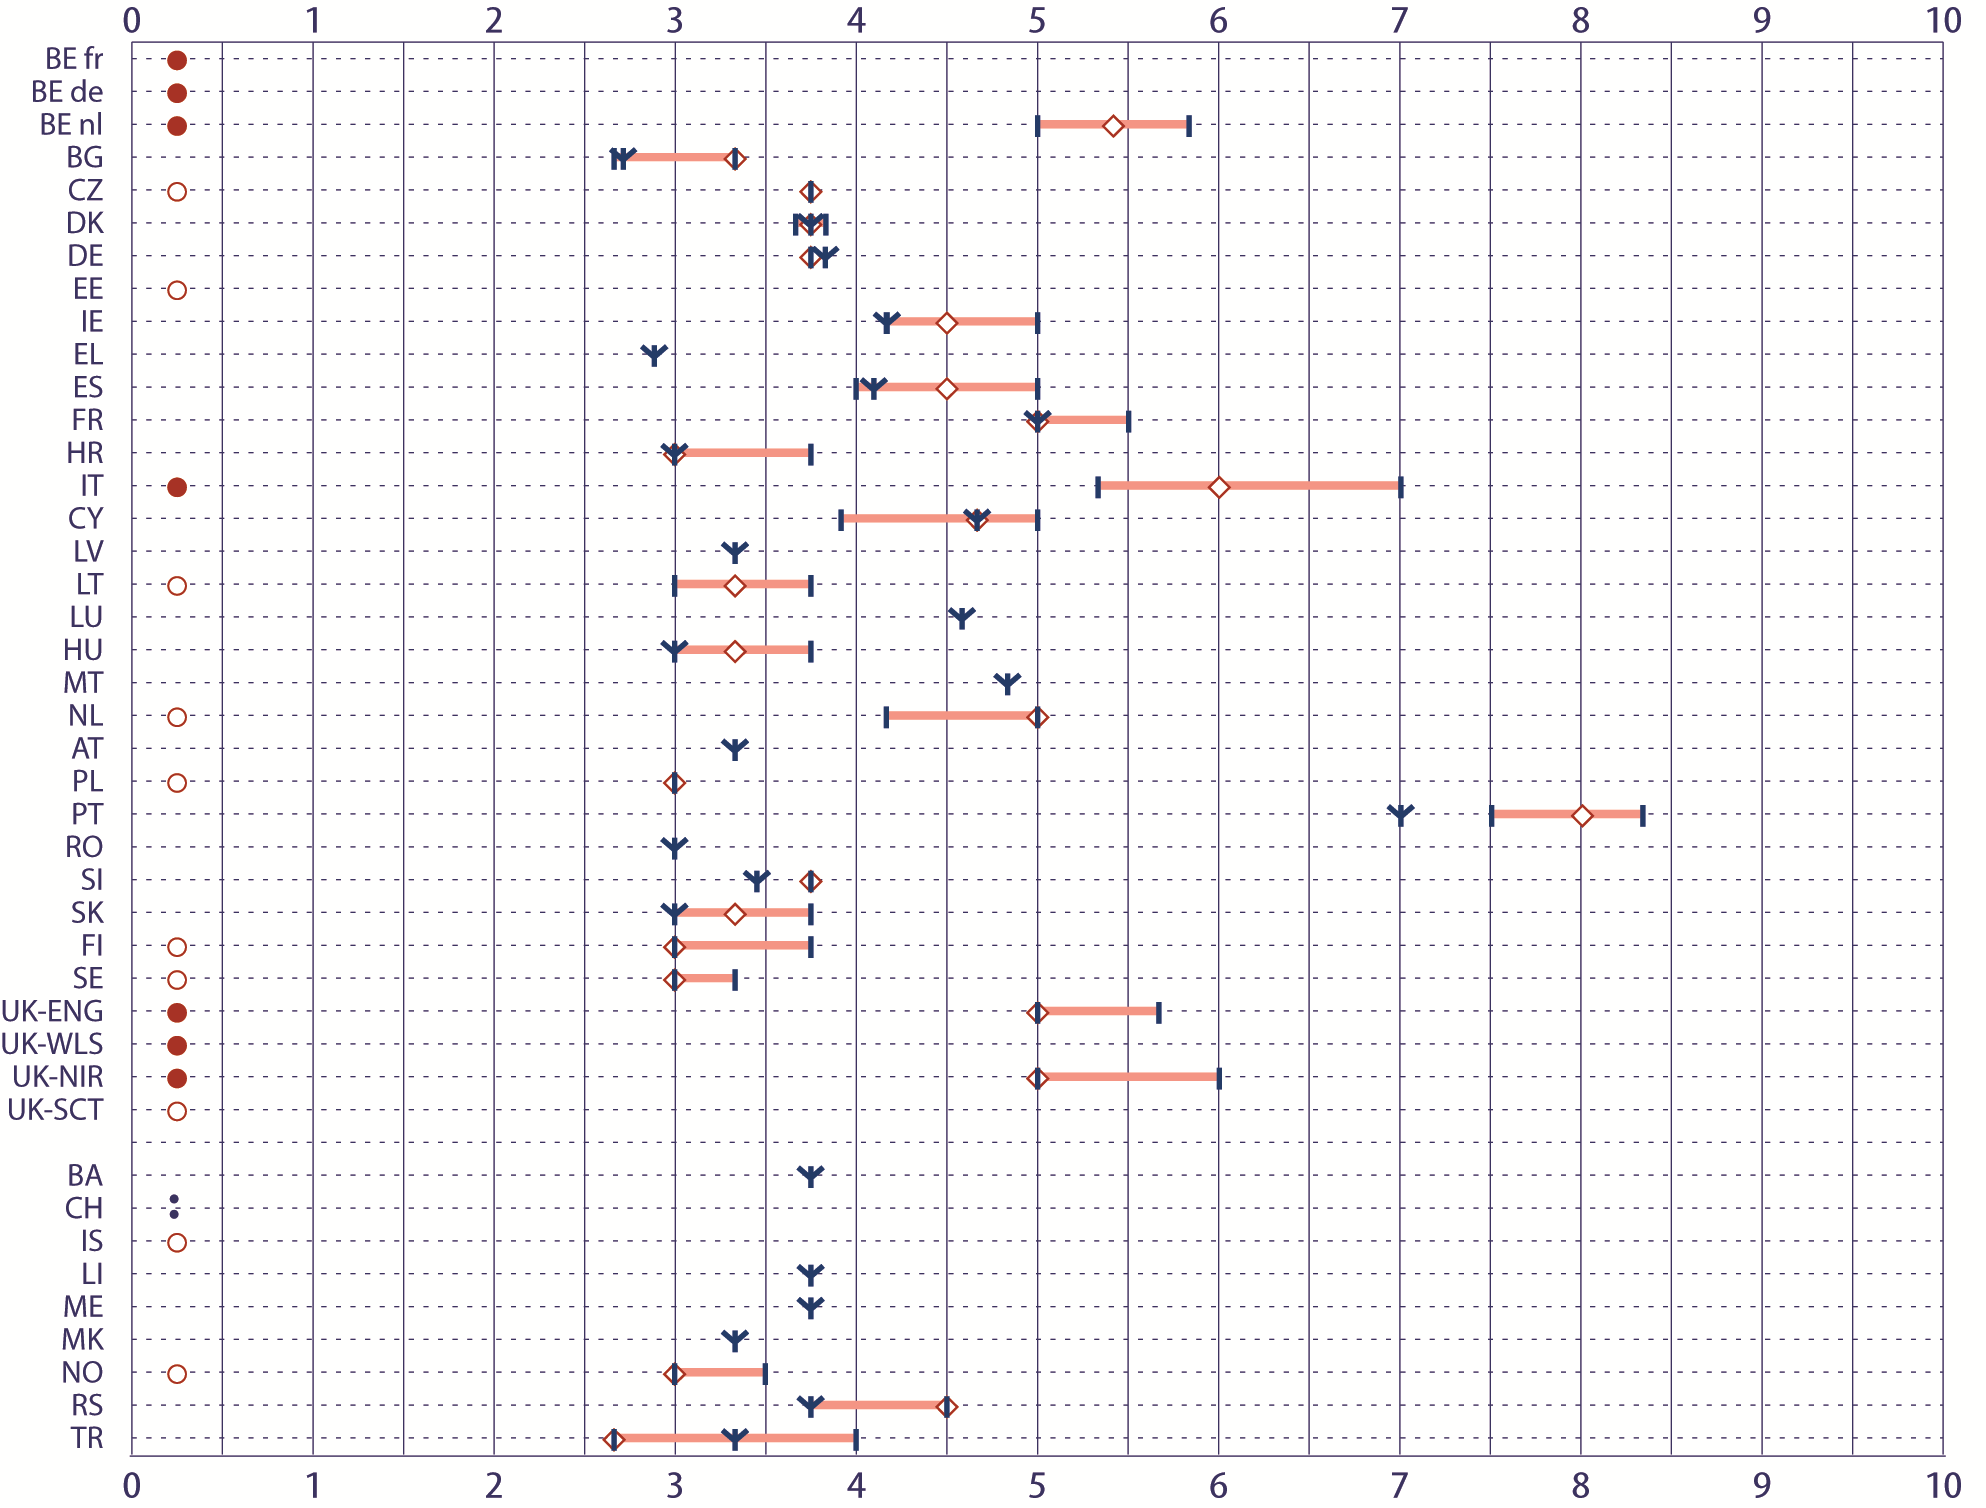 0 1 2 3 4 5 6 7 8 9 10
BE fr
BE de
BE nl
BG
CZ
DK
DE
EE
IE
EL
ES
FR
HR
IT
CY
LV
LT
LU
HU
MT
NL
AT
PL
PT
RO
SI
SK
FI
SE
UK-ENG
UK-WLS
UK-NIR
UK-SCT
BA
CH :
IS
LI
ME
MK
NO
RS
TR
0 1 2 3 4 5 6 7 8 9 10